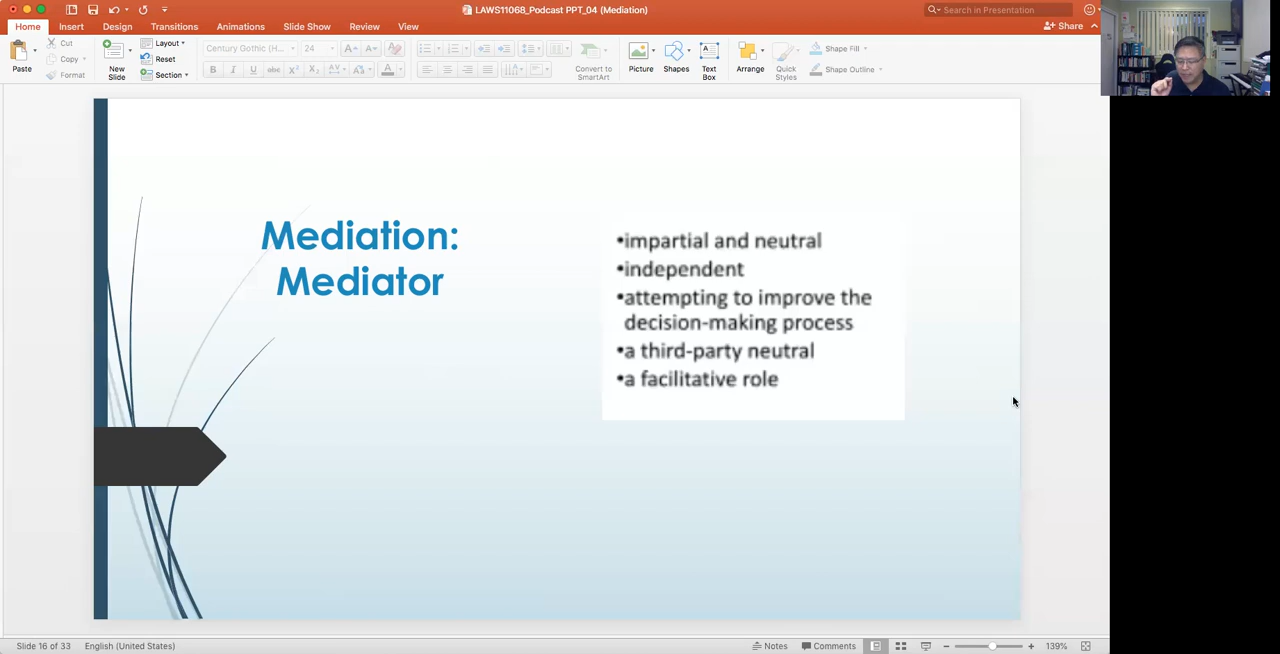 LAWS11068_Podcast PPT_04 (Mediation)
Search in Presentation
Home Insert Design Transitions Animations Slide Show Review View
Share
Paste
Cut
Copy
Format
New Slide
Layout
Reset
Section
Century Gothic (H... 24
Convert to SmartArt
Picture
Shapes
Text Box
Arrange
Quick Styles
Shape Fill
Shape Outline
Mediation:
Mediator
•impartial and neutral
•independent
•attempting to improve the
decision-making process
•a third-party neutral
•a facilitative role
Slide 16 of 33 English (United States) Notes Comments 139%